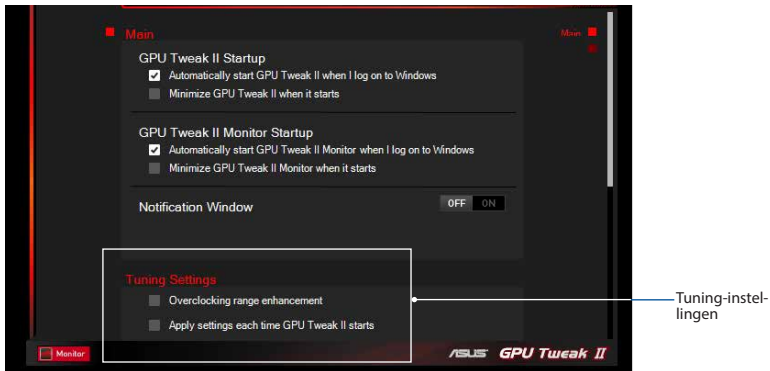 Main
Main
GPU Tweak II Startup
Automatically start GPU Tweak II when I log on to Windows
Minimize GPU Tweak II when it starts
GPU Tweak II Monitor Startup
Automatically start GPU Tweak II Monitor when I log on to Windows
Minimize GPU Tweak II Monitor when it starts
Notification Window
OFF ON
Tuning Settings
Overclocking range enhancement
Apply settings each time GPU Tweak II starts
Tuning-instel-
lingen
Monitor
ASUS GPU Tweak II